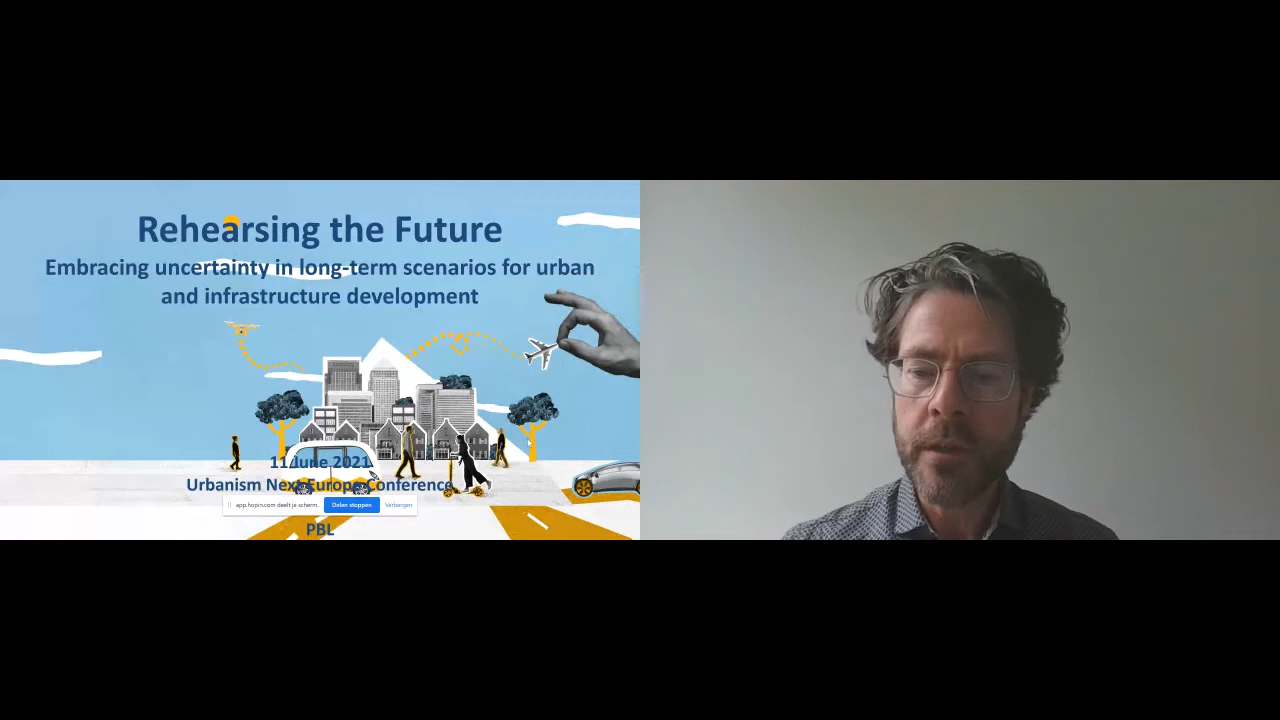 Rehearsing the Future
Embracing uncertainty in long-term scenarios for urban
and infrastructure development
11 June 2021
Urbanism Next Europe Conference
app.hopin.com deelt je scherm. Delen stoppen Verbergen
PBL